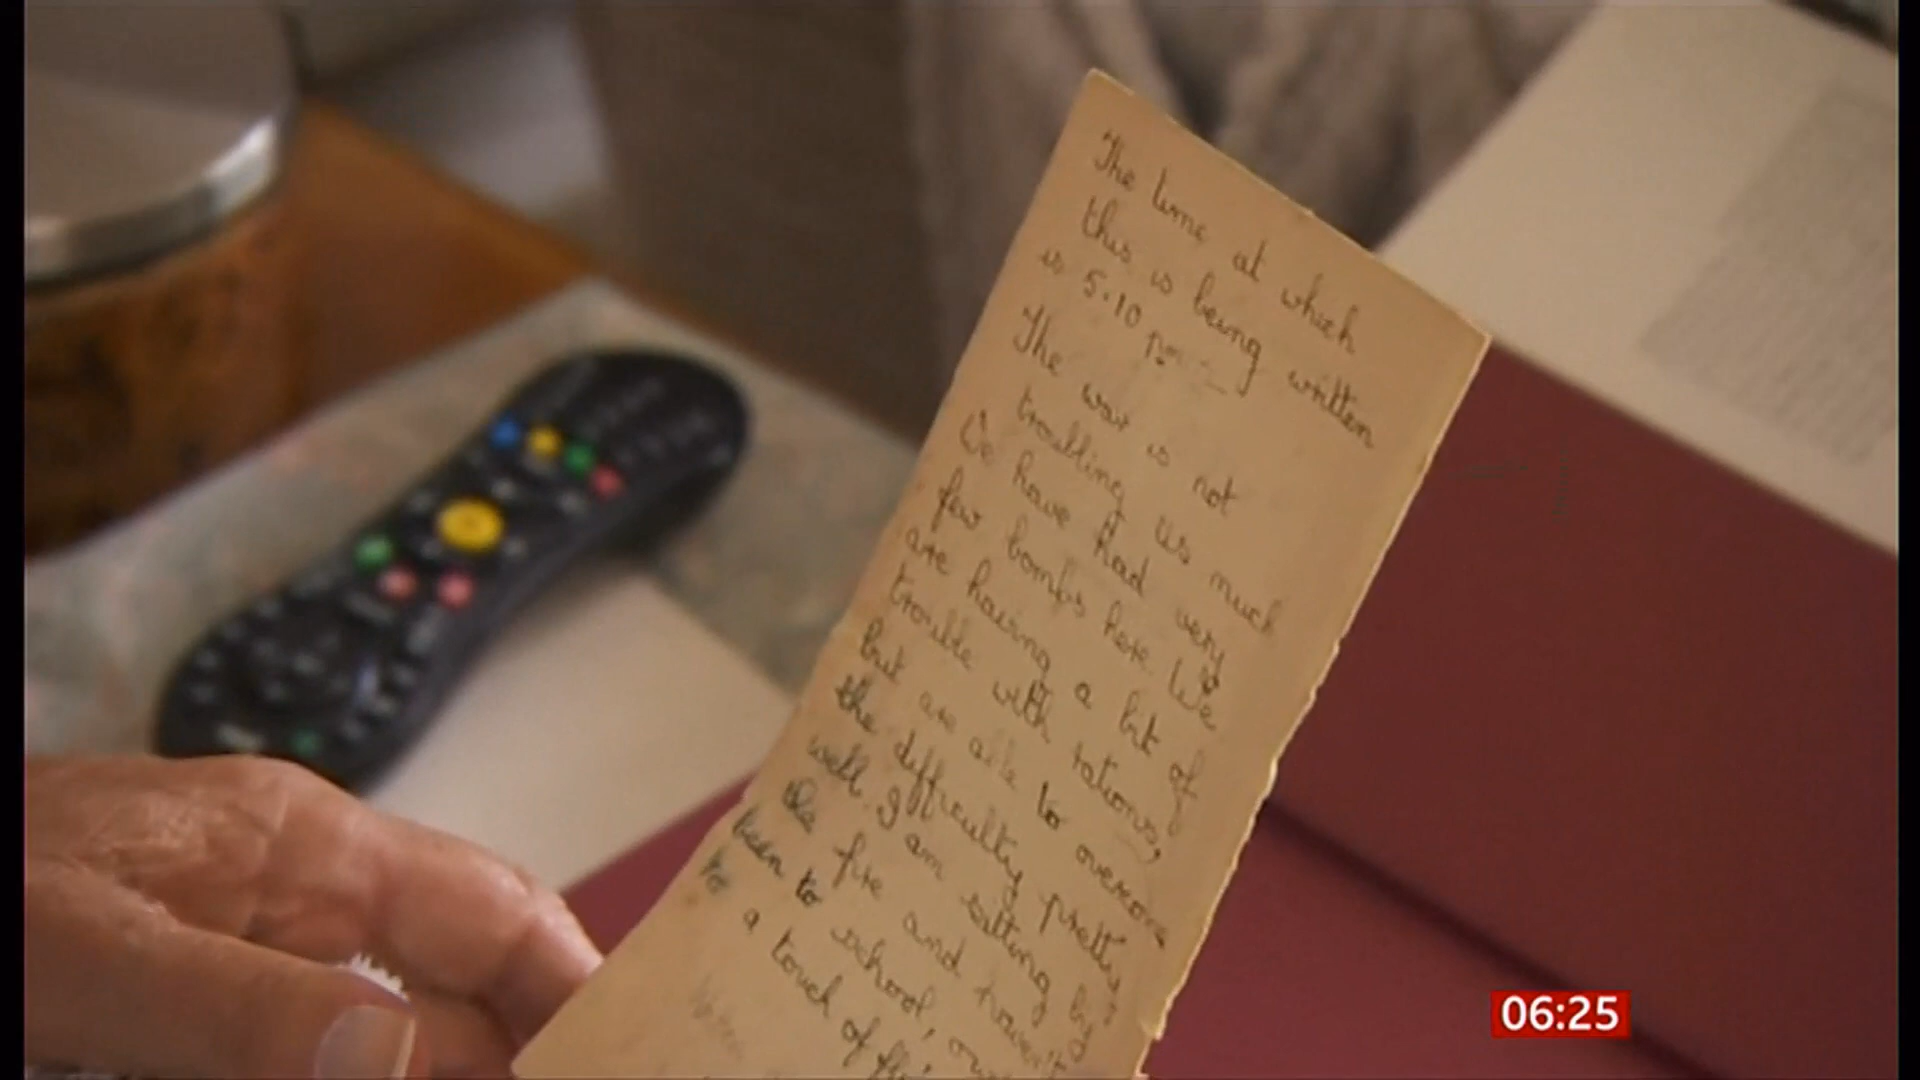 The time at which
this is being written
is 5.10 pm
The war is not
troubling us much
We have had very
few bombs here. We
are having a bit of
trouble with rations,
but are able to overcome
the difficulty pretty
well. I am sitting by
the fire and haven't
been to school, owing
to a touch of flu
06:25